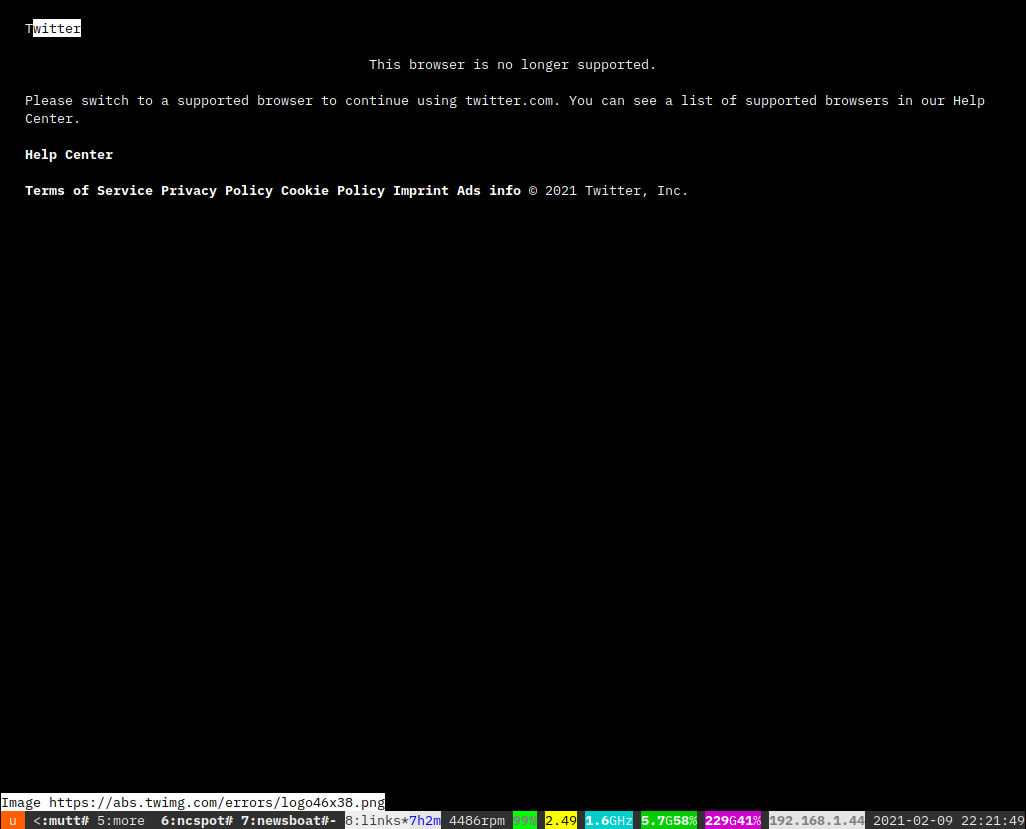 Twitter
This browser is no longer supported.
Please switch to a supported browser to continue using twitter.com. You can see a list of supported browsers in our Help
Center.
Help Center
Terms of Service Privacy Policy Cookie Policy Imprint Ads info © 2021 Twitter, Inc.
Image https://abs.twimg.com/errors/logo46x38.png
u <:mutt# 5:more 6:ncspot# 7:newsboat#- 8:links*7h2m 4486rpm 99% 2.49 1.6GHz 5.7G58% 229G41% 192.168.1.44 2021-02-09 22:21:49